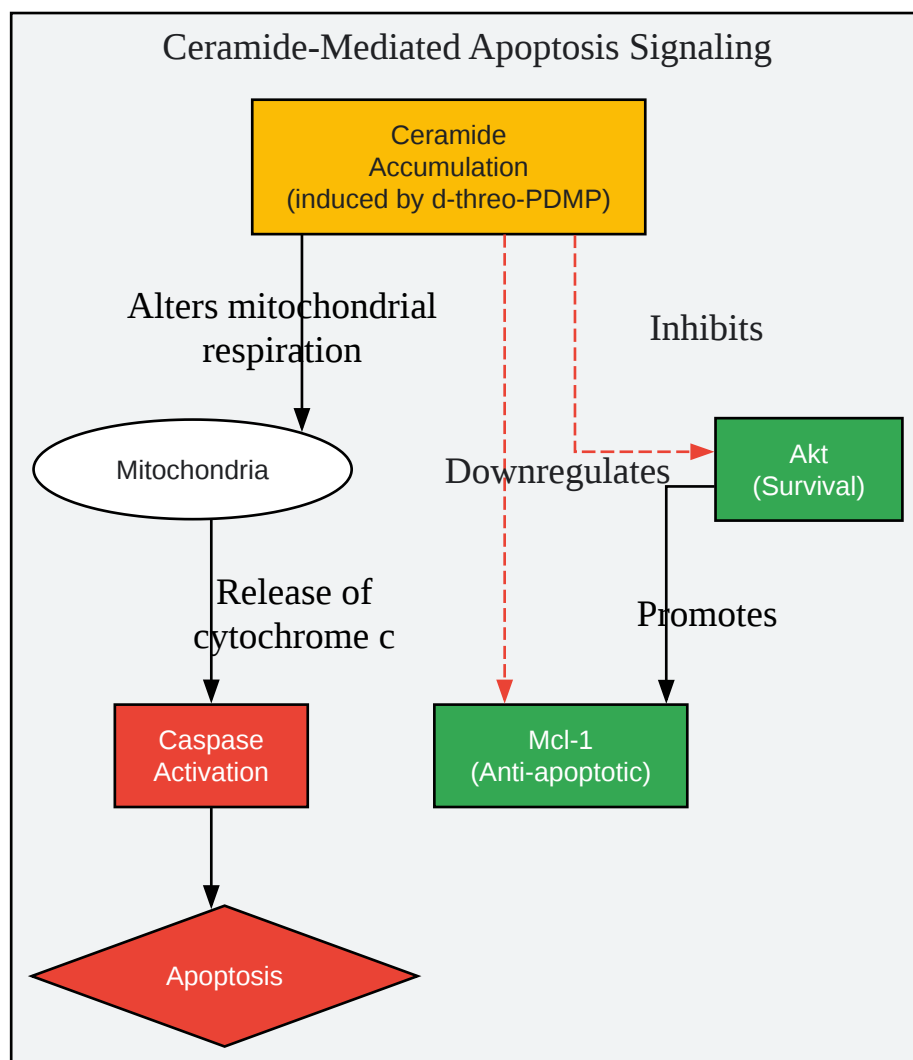 Ceramide-Mediated Apoptosis Signaling
Ceramide
Accumulation
(induced by d-threo-PDMP)
Alters mitochondrial
respiration
Inhibits
Mitochondria
Downregulates
Akt
(Survival)
Release of
cytochrome c
Promotes
Caspase
Activation
Mcl-1
(Anti-apoptotic)
Apoptosis